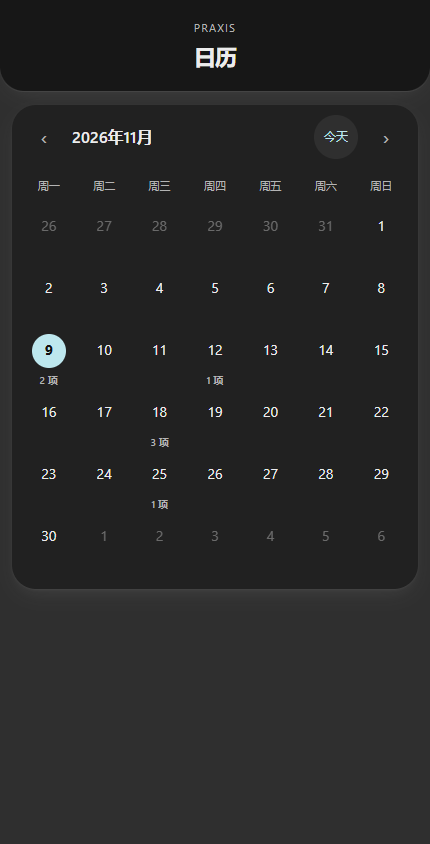 PRAXIS
日历
‹ 2026年11月 今天 ›
周一 周二 周三 周四 周五 周六 周日
26 27 28 29 30 31 1
2 3 4 5 6 7 8
9 10 11 12 13 14 15
2 项 1 项
16 17 18 19 20 21 22
3 项
23 24 25 26 27 28 29
1 项
30 1 2 3 4 5 6